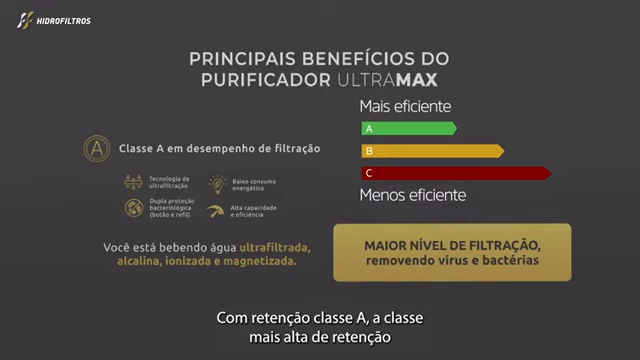 HIDROFILTROS
PRINCIPAIS BENEFÍCIOS DO
PURIFICADOR ULTRAMAX
Mais eficiente
A
B
C
Menos eficiente
A
Classe A em desempenho de filtração
Tecnologia de
ultrafiltração
Baixo consumo
energético
Dupla proteção
bacteriológica
(botão e refil)
Alta capacidade
e eficiência
Você está bebendo água ultrafiltrada,
alcalina, ionizada e magnetizada.
MAIOR NÍVEL DE FILTRAÇÃO,
removendo vírus e bactérias
Com retenção classe A, a classe
mais alta de retenção